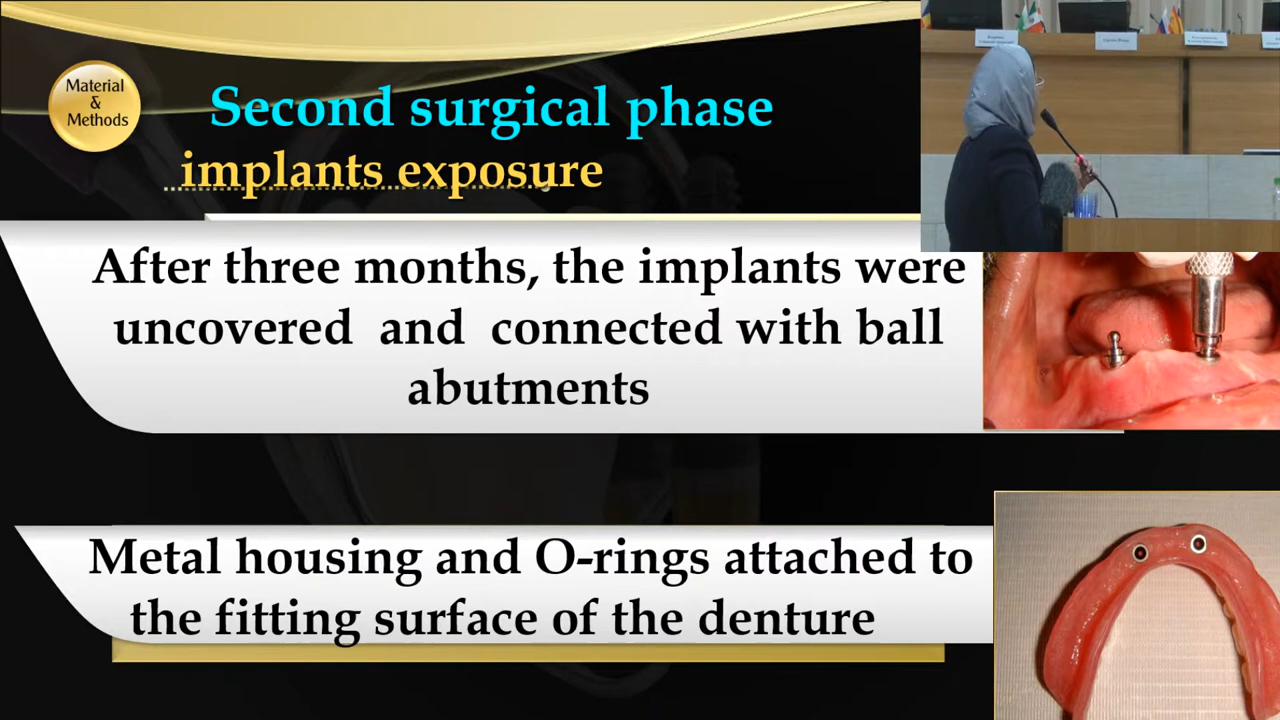 Material
&
Methods
Second surgical phase
implants exposure
After three months, the implants were
uncovered and connected with ball
abutments
Metal housing and O-rings attached to
the fitting surface of the denture